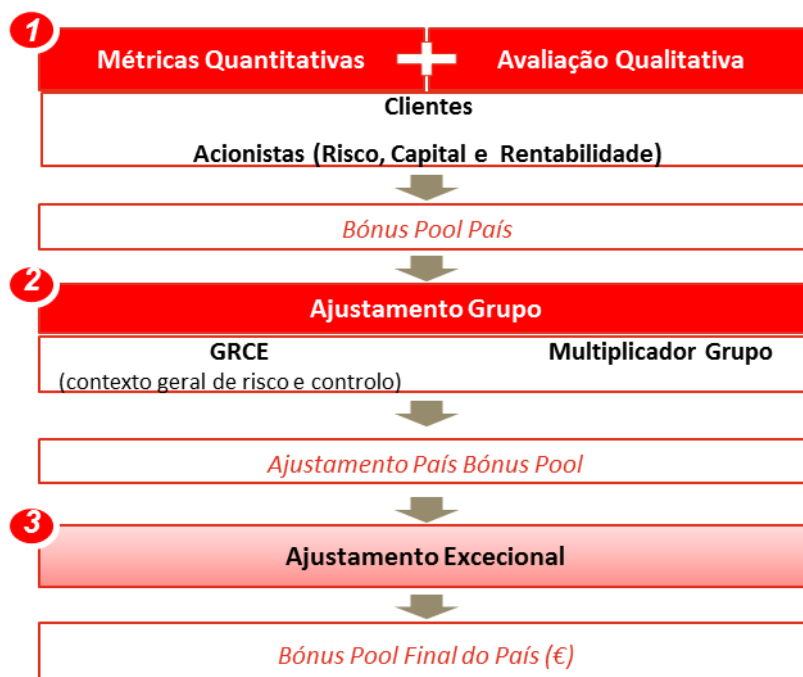 1
Métricas Quantitativas + Avaliação Qualitativa
Clientes
Acionistas (Risco, Capital e Rentabilidade)
Bónus Pool País
2
Ajustamento Grupo
GRCE Multiplicador Grupo
(contexto geral de risco e controlo)
Ajustamento País Bónus Pool
3
Ajustamento Excecional
Bónus Pool Final do País (€)